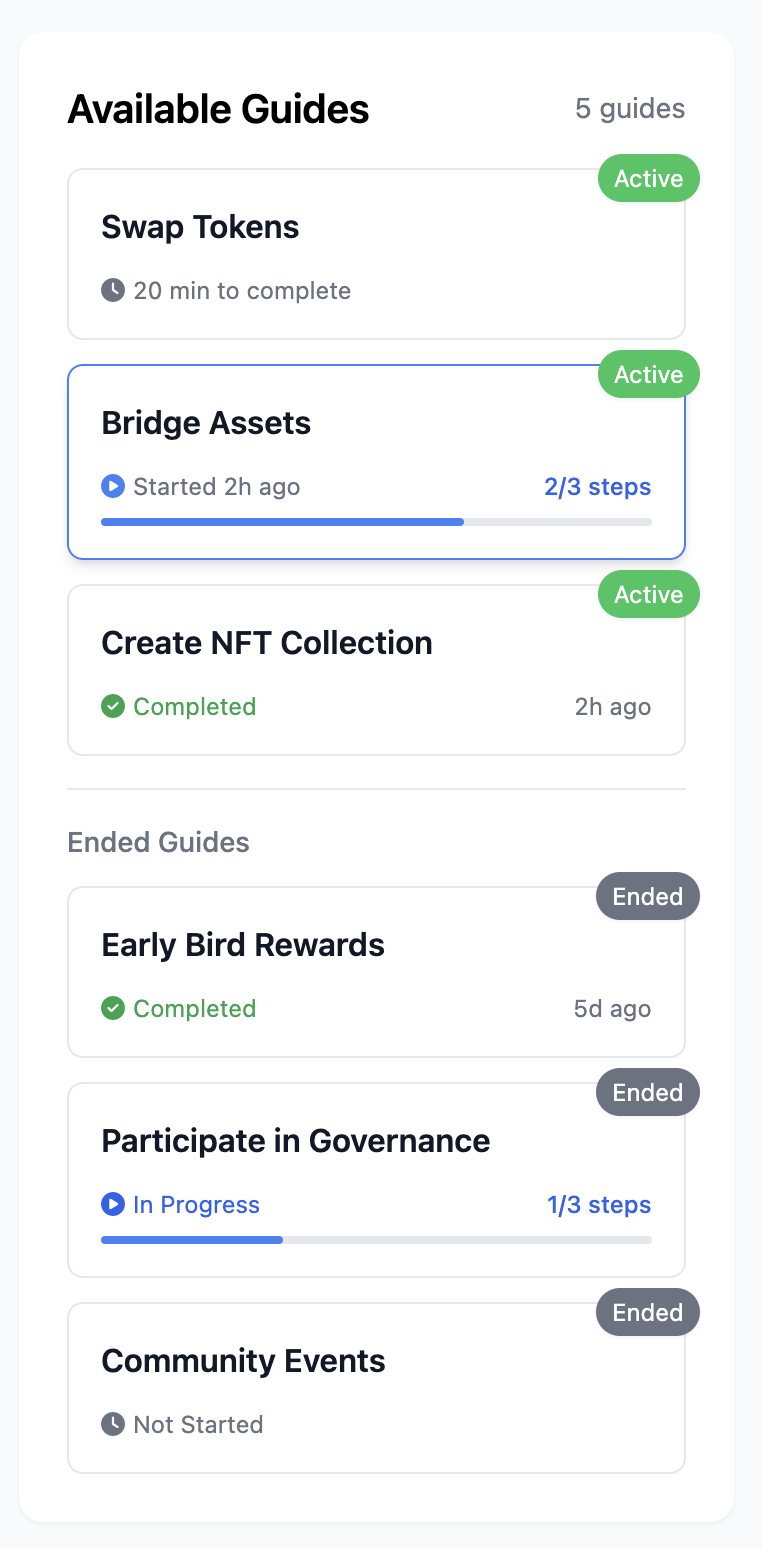 Available Guides
5 guides
Active
Swap Tokens
20 min to complete
Active
Bridge Assets
Started 2h ago
2/3 steps
Active
Create NFT Collection
Completed
2h ago
Ended Guides
Ended
Early Bird Rewards
Completed
5d ago
Ended
Participate in Governance
In Progress
1/3 steps
Ended
Community Events
Not Started